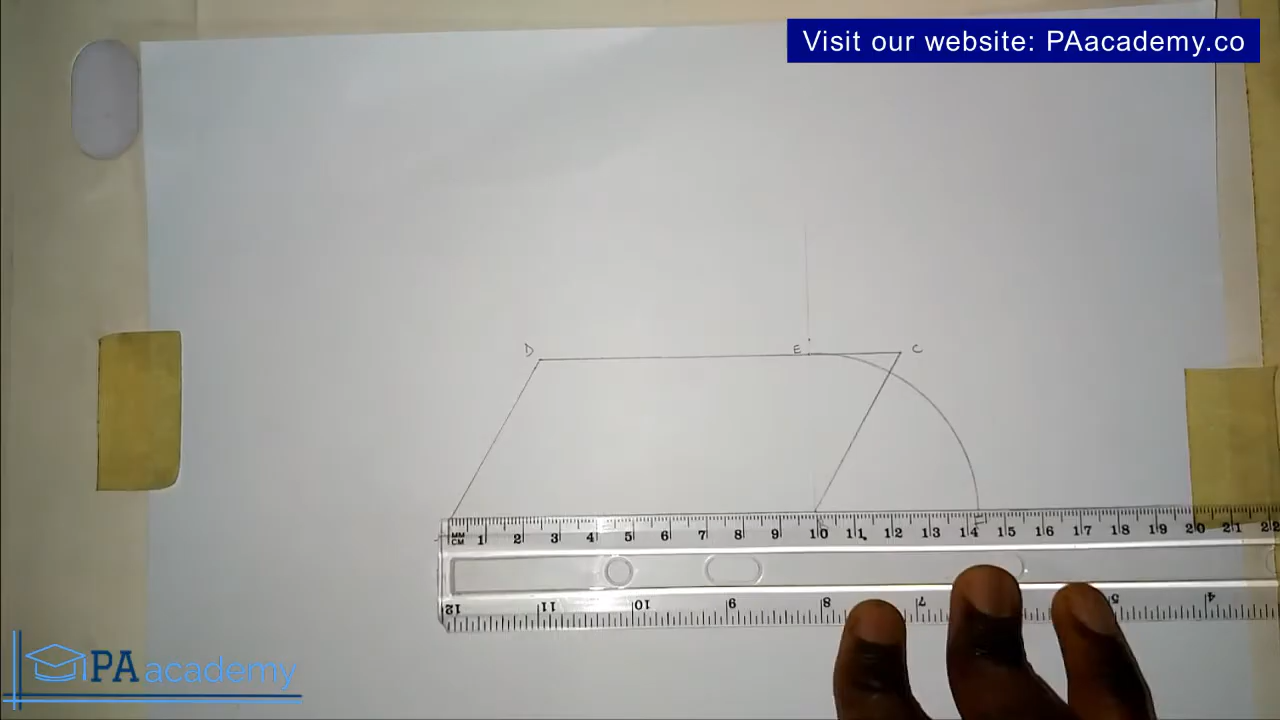 Visit our website: PAacademy.co
D
E
C
MM 1 2 3 4 5 6 7 8 9 10 11 12 13 14 15 16 17 18 19 20 21 22
CM
12 11 10 9 8 7 5 4
PA academy